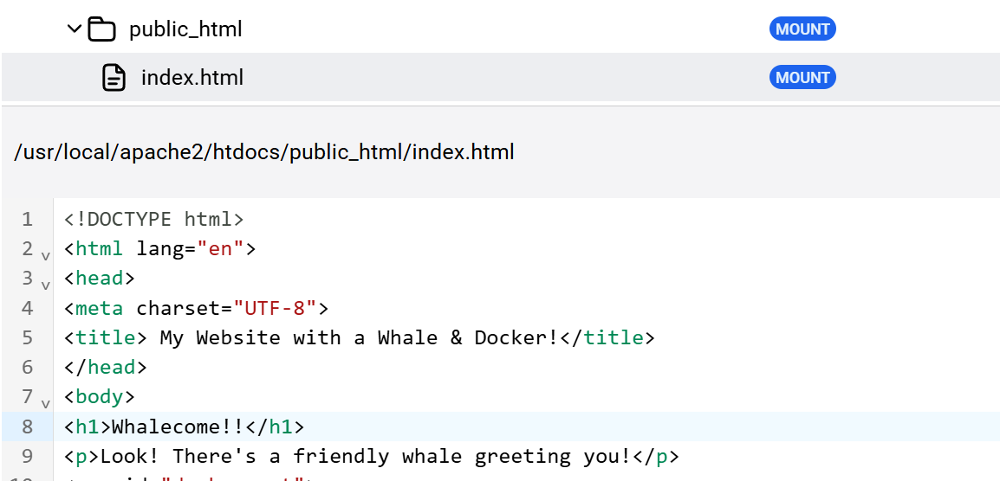 public_html MOUNT
index.html MOUNT
/usr/local/apache2/htdocs/public_html/index.html
1 <!DOCTYPE html>
2 <html lang="en">
3 <head>
4 <meta charset="UTF-8">
5 <title> My Website with a Whale & Docker!</title>
6 </head>
7 <body>
8 <h1>Whalecome!!</h1>
9 <p>Look! There's a friendly whale greeting you!</p>